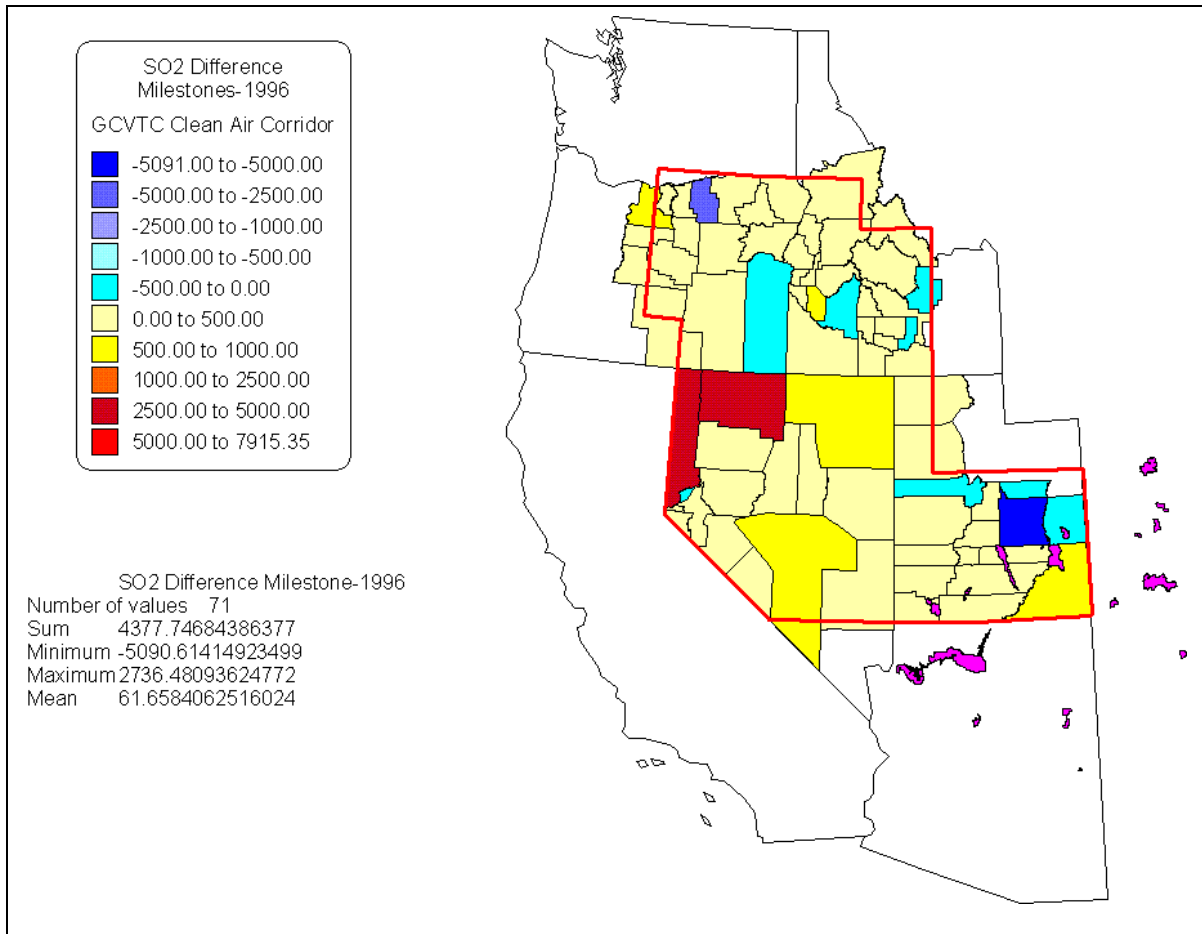 SO2 Difference
Milestones-1996
GCVTC Clean Air Corridor
-5091.00 to -5000.00
-5000.00 to -2500.00
-2500.00 to -1000.00
-1000.00 to -500.00
-500.00 to 0.00
0.00 to 500.00
500.00 to 1000.00
1000.00 to 2500.00
2500.00 to 5000.00
5000.00 to 7915.35
SO2 Difference Milestone-1996
Number of values 71
Sum 4377.74684386377
Minimum -5090.61414923499
Maximum 2736.48093624772
Mean 61.6584062516024